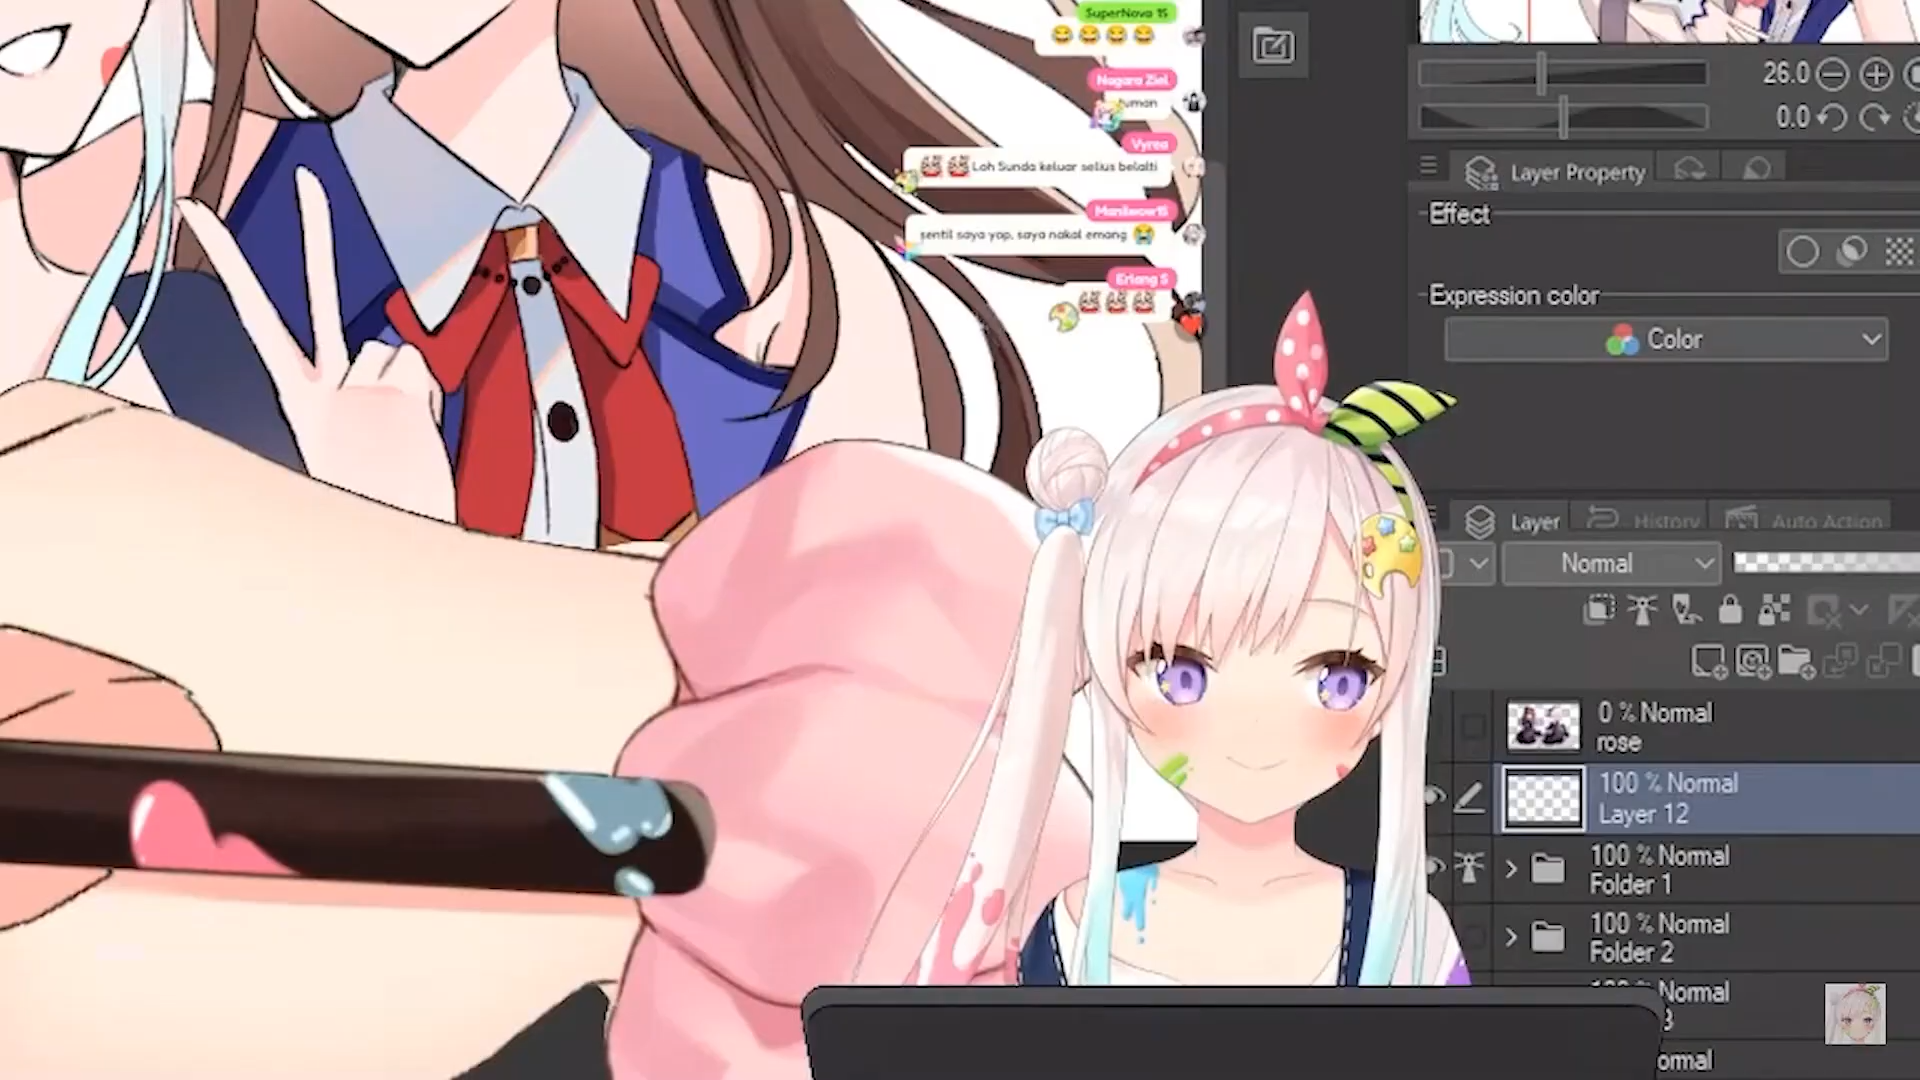 SuperNova 15
Nagara Ziel
tuman
Vyrea
Loh Sunda keluar selius belalti
sentil saya yap, saya nakal emang
Erlang S
26.0
0.0
Layer Property
Effect
Expression color
Color
Layer
History
Auto Action
Normal
0 % Normal
rose
100 % Normal
Layer 12
100 % Normal
Folder 1
100 % Normal
Folder 2
Normal